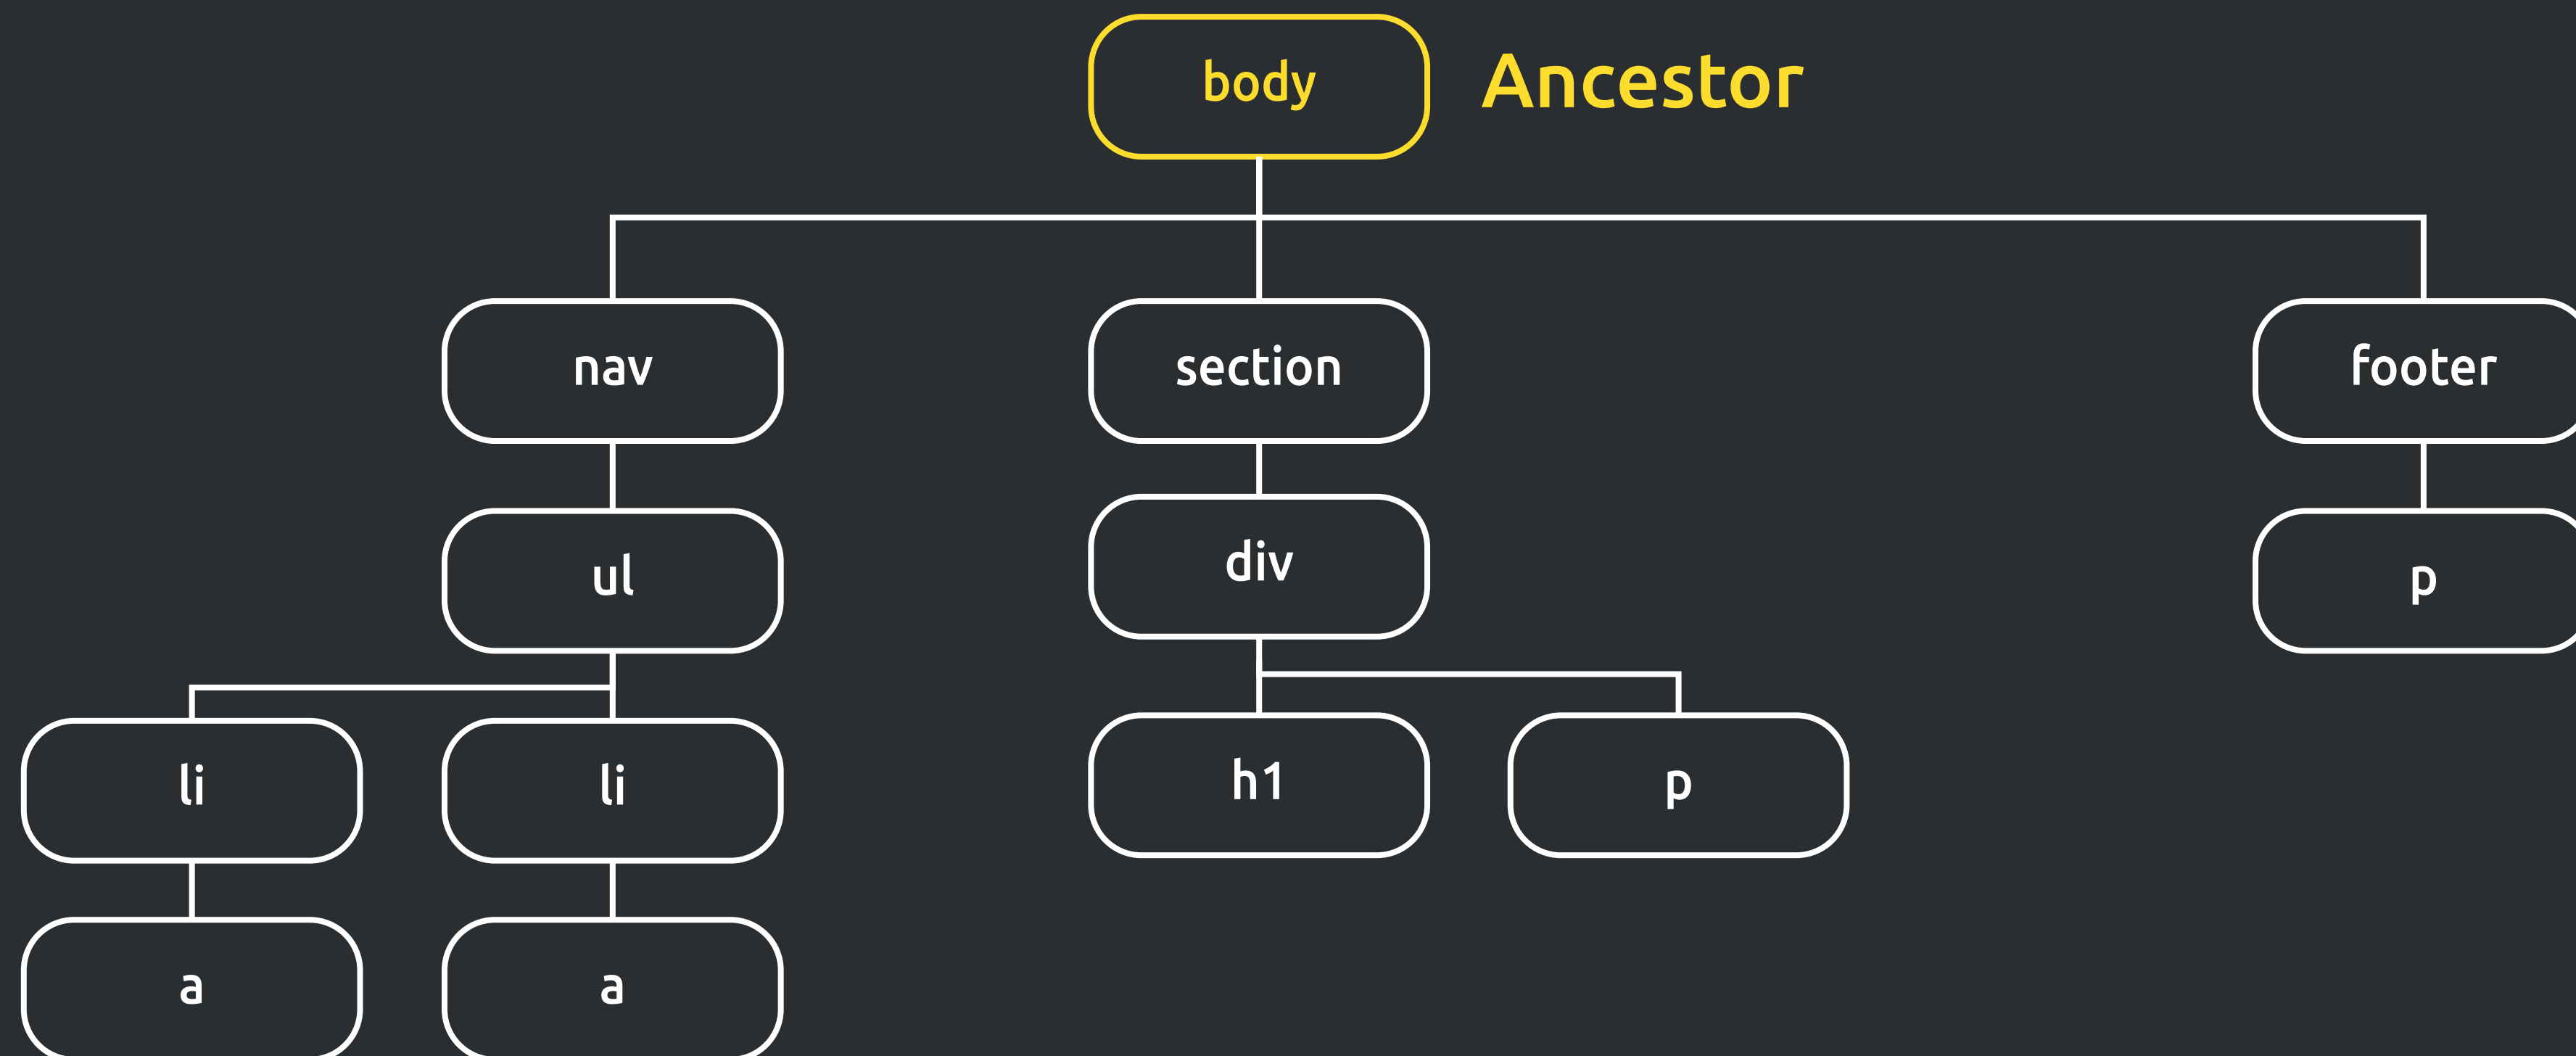 body
Ancestor
nav
section
footer
ul
div
p
li
li
h1
p
a
a